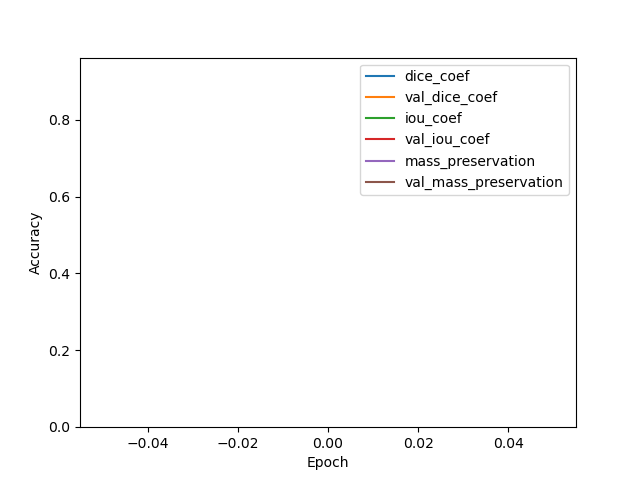 dice_coef
val_dice_coef
iou_coef
val_iou_coef
mass_preservation
val_mass_preservation
0.8
0.6
0.4
0.2
0.0
Accuracy
−0.04
−0.02
0.00
0.02
0.04
Epoch